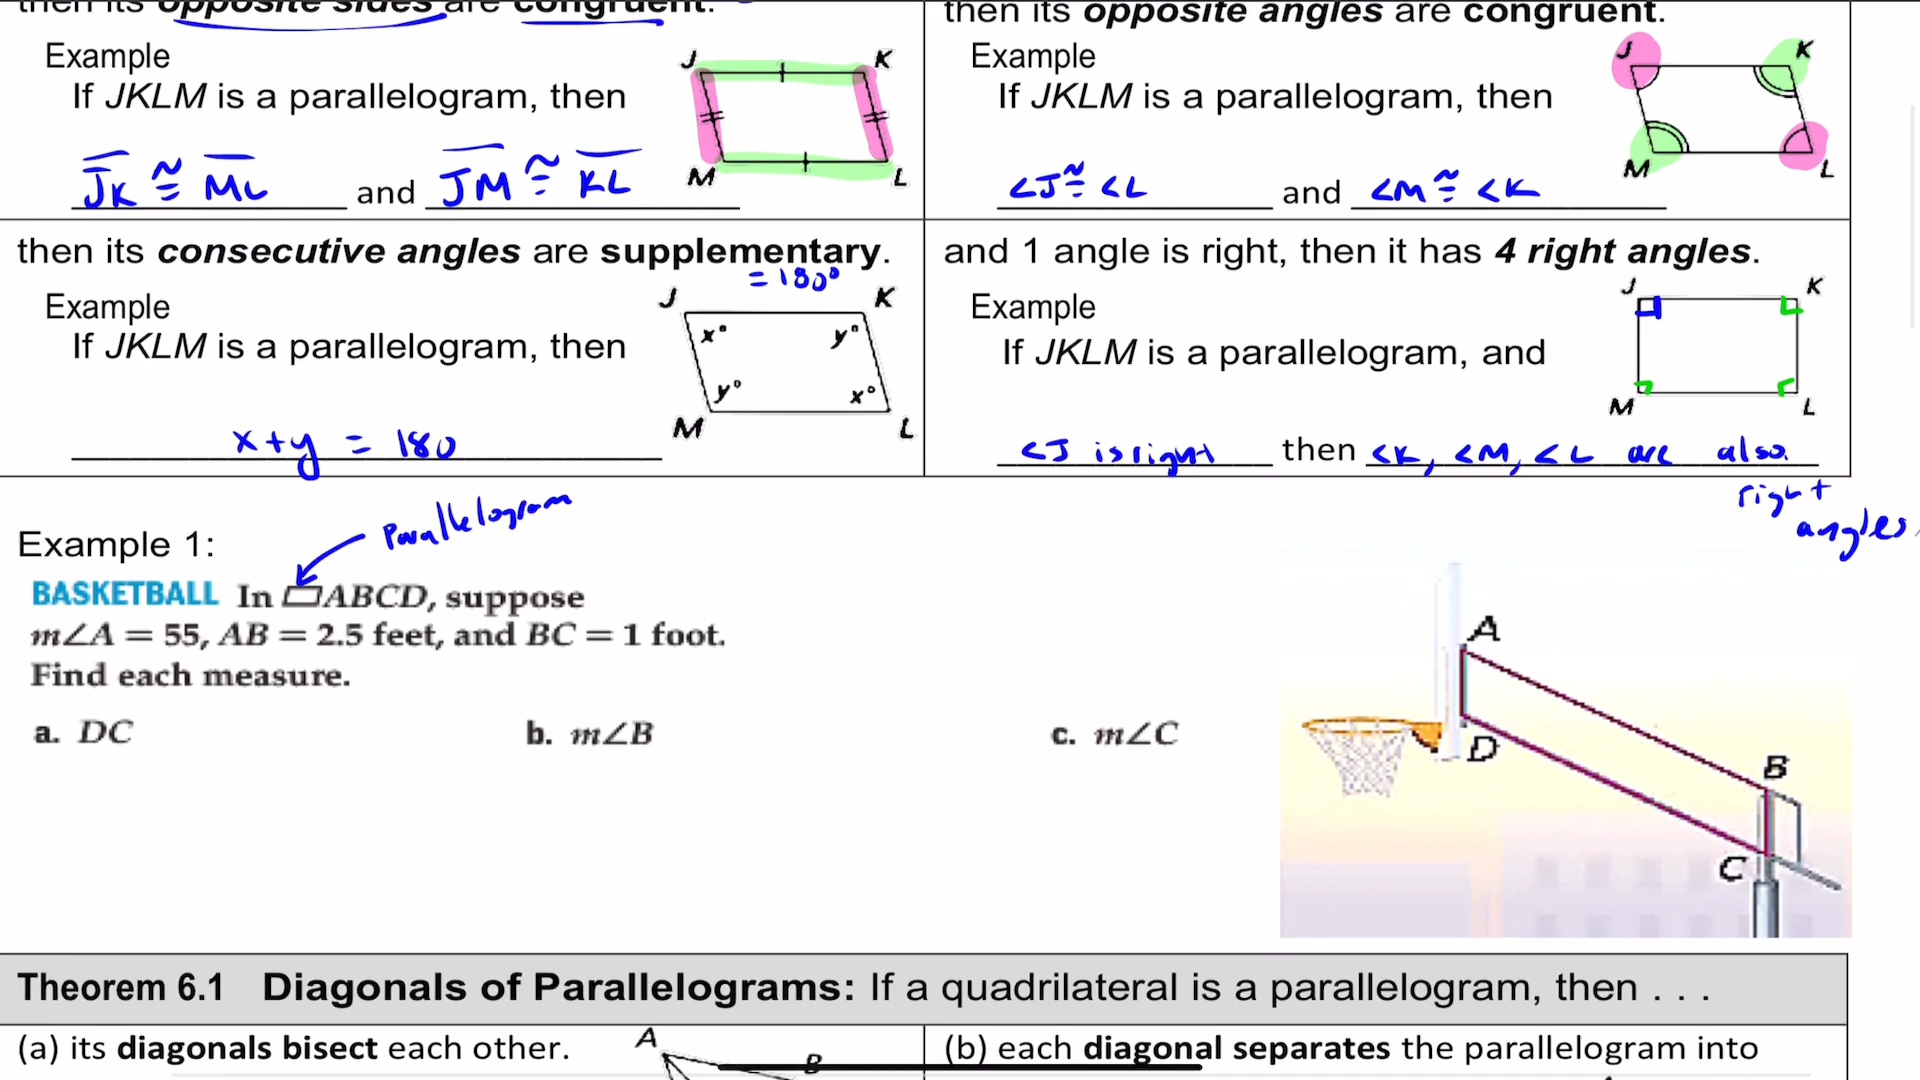 then its opposite sides are congruent.
Example
If JKLM is a parallelogram, then
J K
M L
JK ≅ ML and JM ≅ KL
then its opposite angles are congruent.
Example
If JKLM is a parallelogram, then
J K
M L
∠J ≅ ∠L and ∠M ≅ ∠K
then its consecutive angles are supplementary.
= 180°
Example
If JKLM is a parallelogram, then
J K
x° y°
y° x°
M L
x+y = 180
and 1 angle is right, then it has 4 right angles.
Example
If JKLM is a parallelogram, and
J K
M L
∠J is right then ∠K, ∠M, ∠L are also
right
angles.
Parallelogram
Example 1:
BASKETBALL In ▱ABCD, suppose
m∠A = 55, AB = 2.5 feet, and BC = 1 foot.
Find each measure.
a. DC b. m∠B c. m∠C
A
D
B
C
Theorem 6.1 Diagonals of Parallelograms: If a quadrilateral is a parallelogram, then . . .
(a) its diagonals bisect each other.
A
B
(b) each diagonal separates the parallelogram into